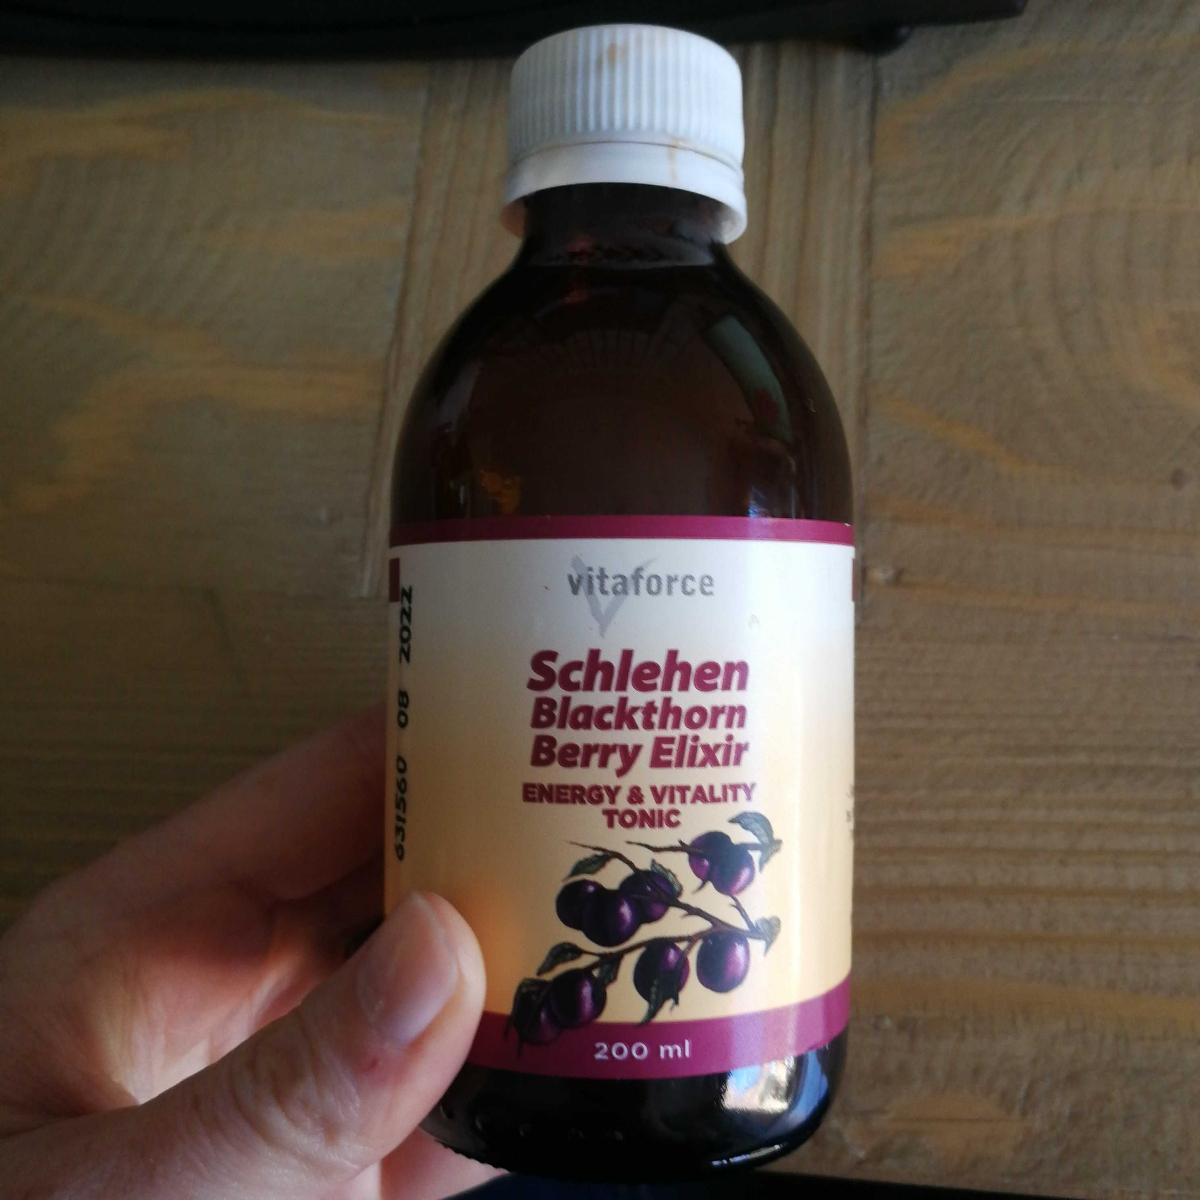 vitaforce
Schlehen
Blackthorn
Berry Elixir
ENERGY & VITALITY
TONIC
200 ml
631560 08 2022